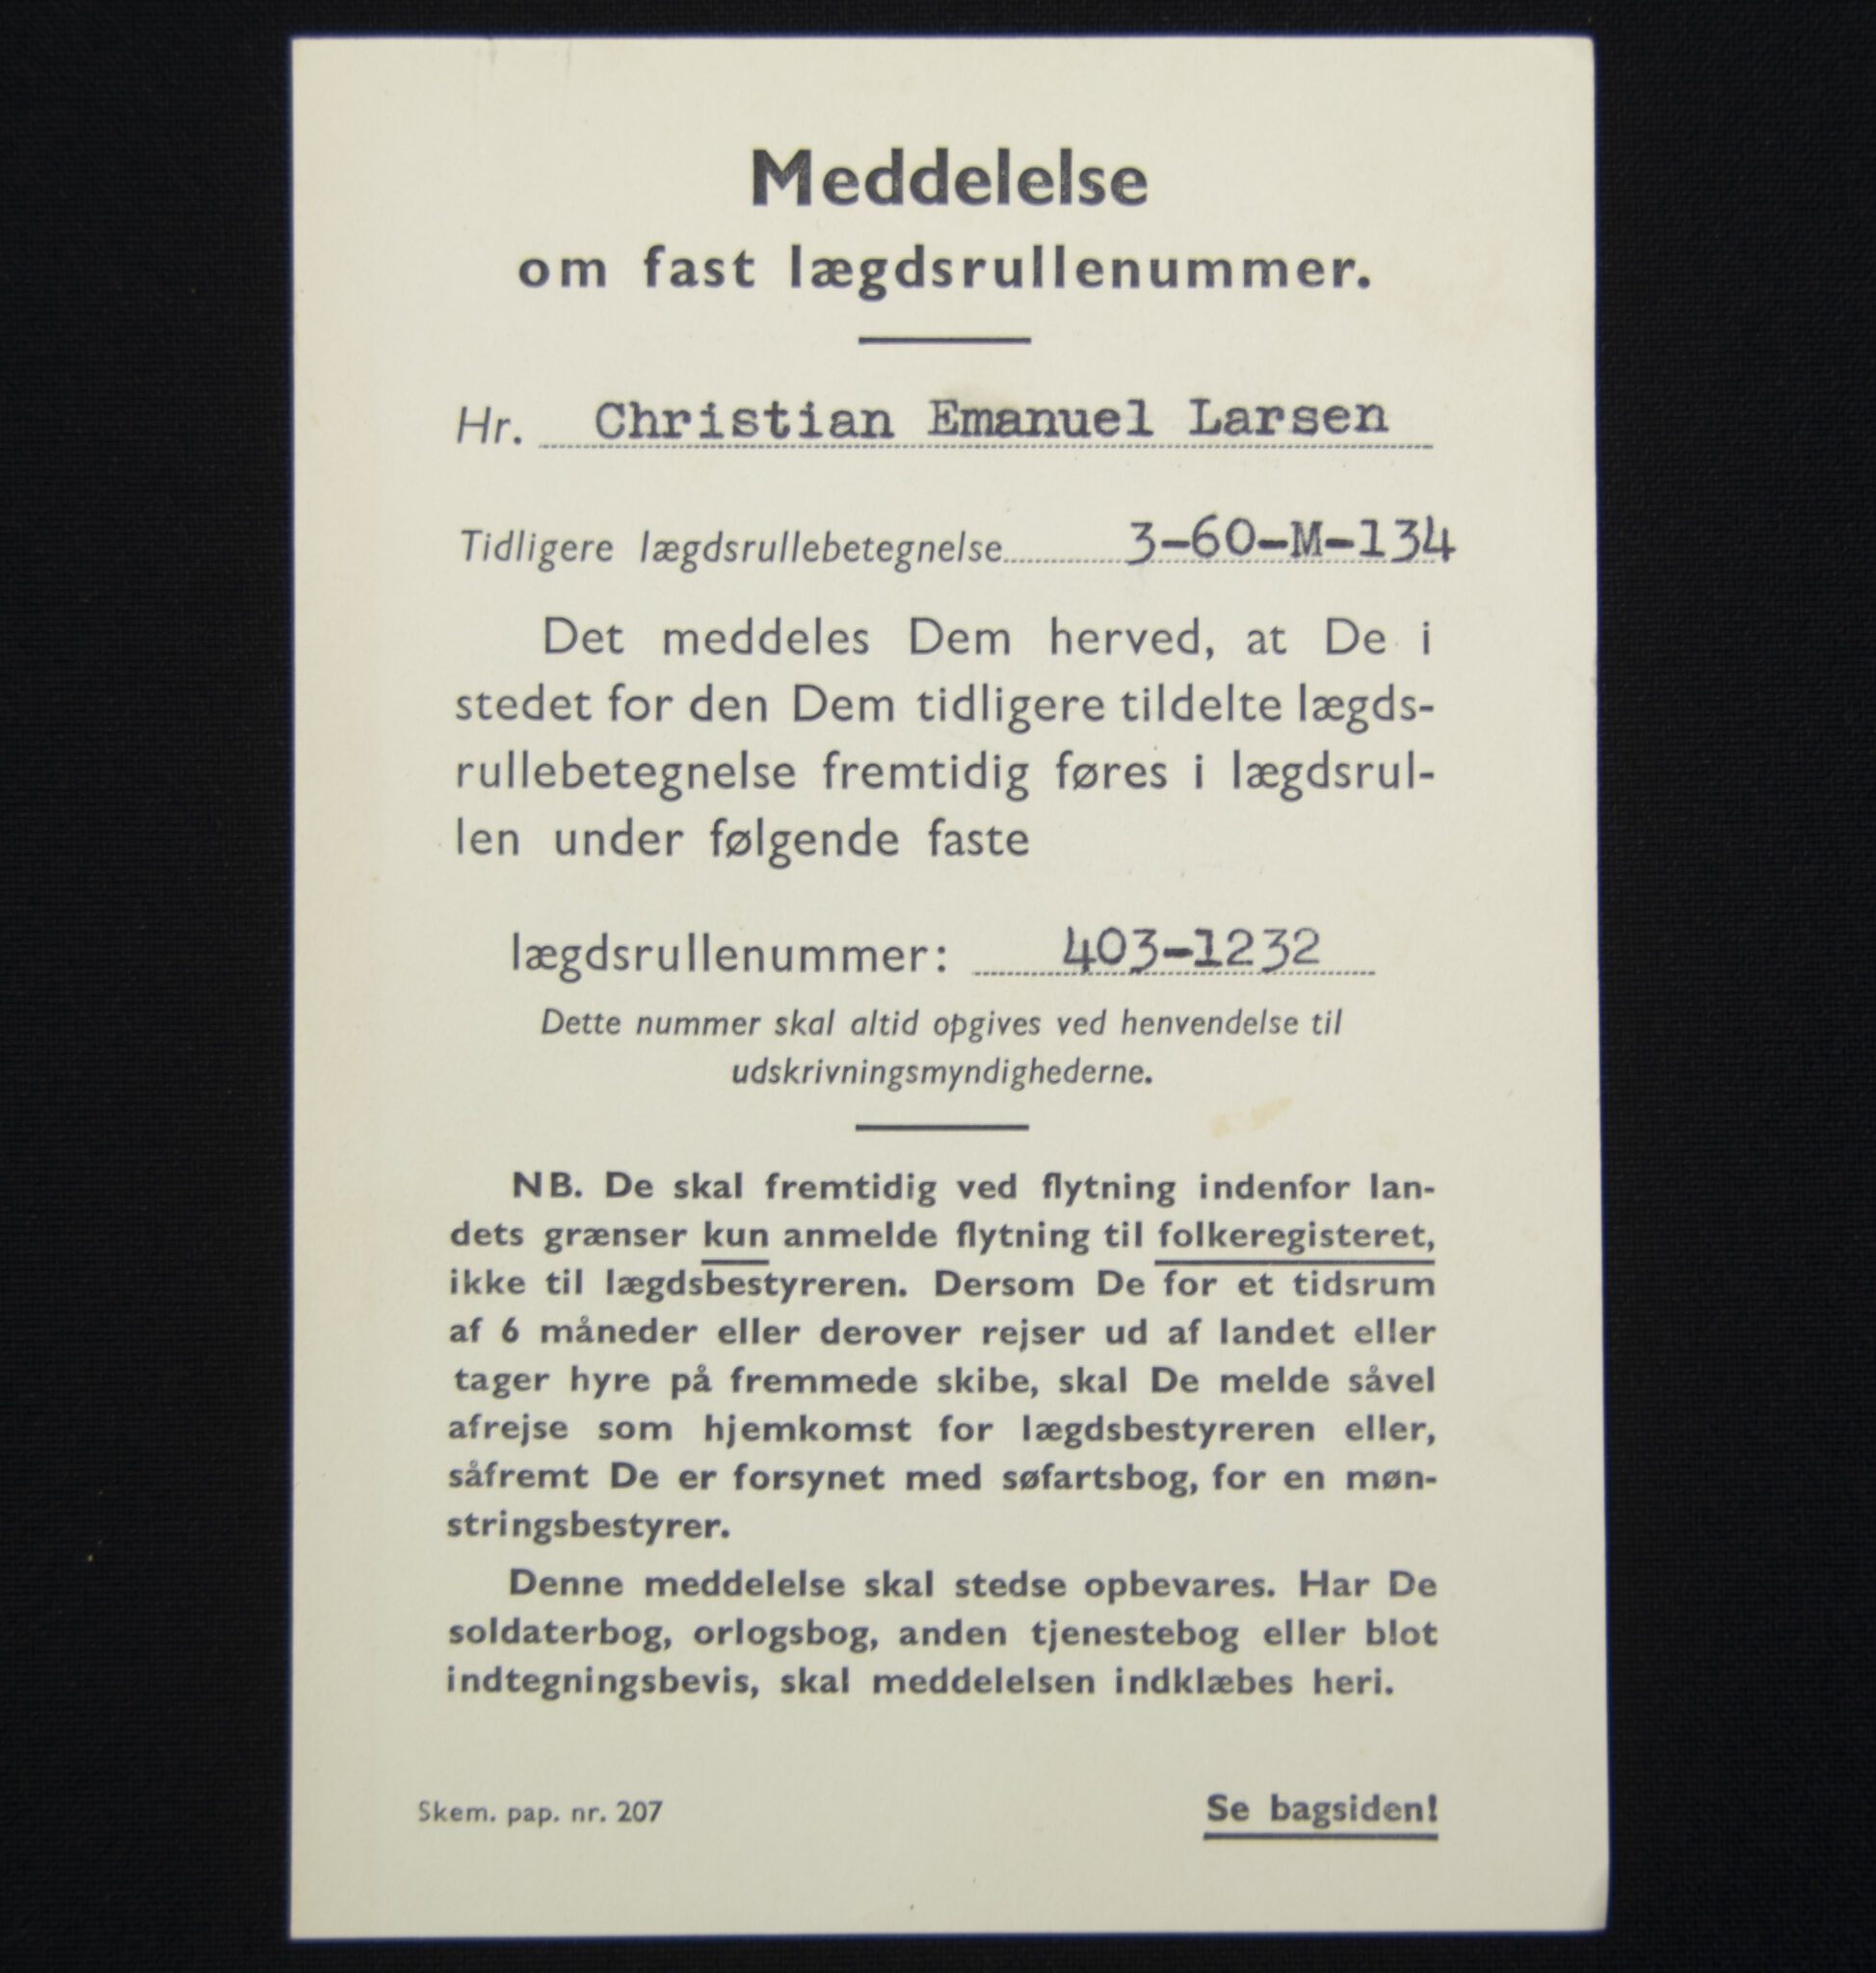 Meddelelse
om fast lægdsrullenummer.
Hr. Christian Emanuel Larsen
Tidligere lægdsrullebetegnelse 3-60-M-134
Det meddeles Dem herved, at De i
stedet for den Dem tidligere tildelte lægds-
rullebetegnelse fremtidig føres i lægdsrul-
len under følgende faste
lægdsrullenummer: 403-1232
Dette nummer skal altid opgives ved henvendelse til
udskrivningsmyndighederne.
NB. De skal fremtidig ved flytning indenfor lan-
dets grænser kun anmelde flytning til folkeregisteret,
ikke til lægdsbestyreren. Dersom De for et tidsrum
af 6 måneder eller derover rejser ud af landet eller
tager hyre på fremmede skibe, skal De melde såvel
afrejse som hjemkomst for lægdsbestyreren eller,
såfremt De er forsynet med søfartsbog, for en møn-
stringsbestyrer.
Denne meddelelse skal stedse opbevares. Har De
soldaterbog, orlogsbog, anden tjenestebog eller blot
indtegningsbevis, skal meddelelsen indklæbes heri.
Skem. pap. nr. 207
Se bagsiden!